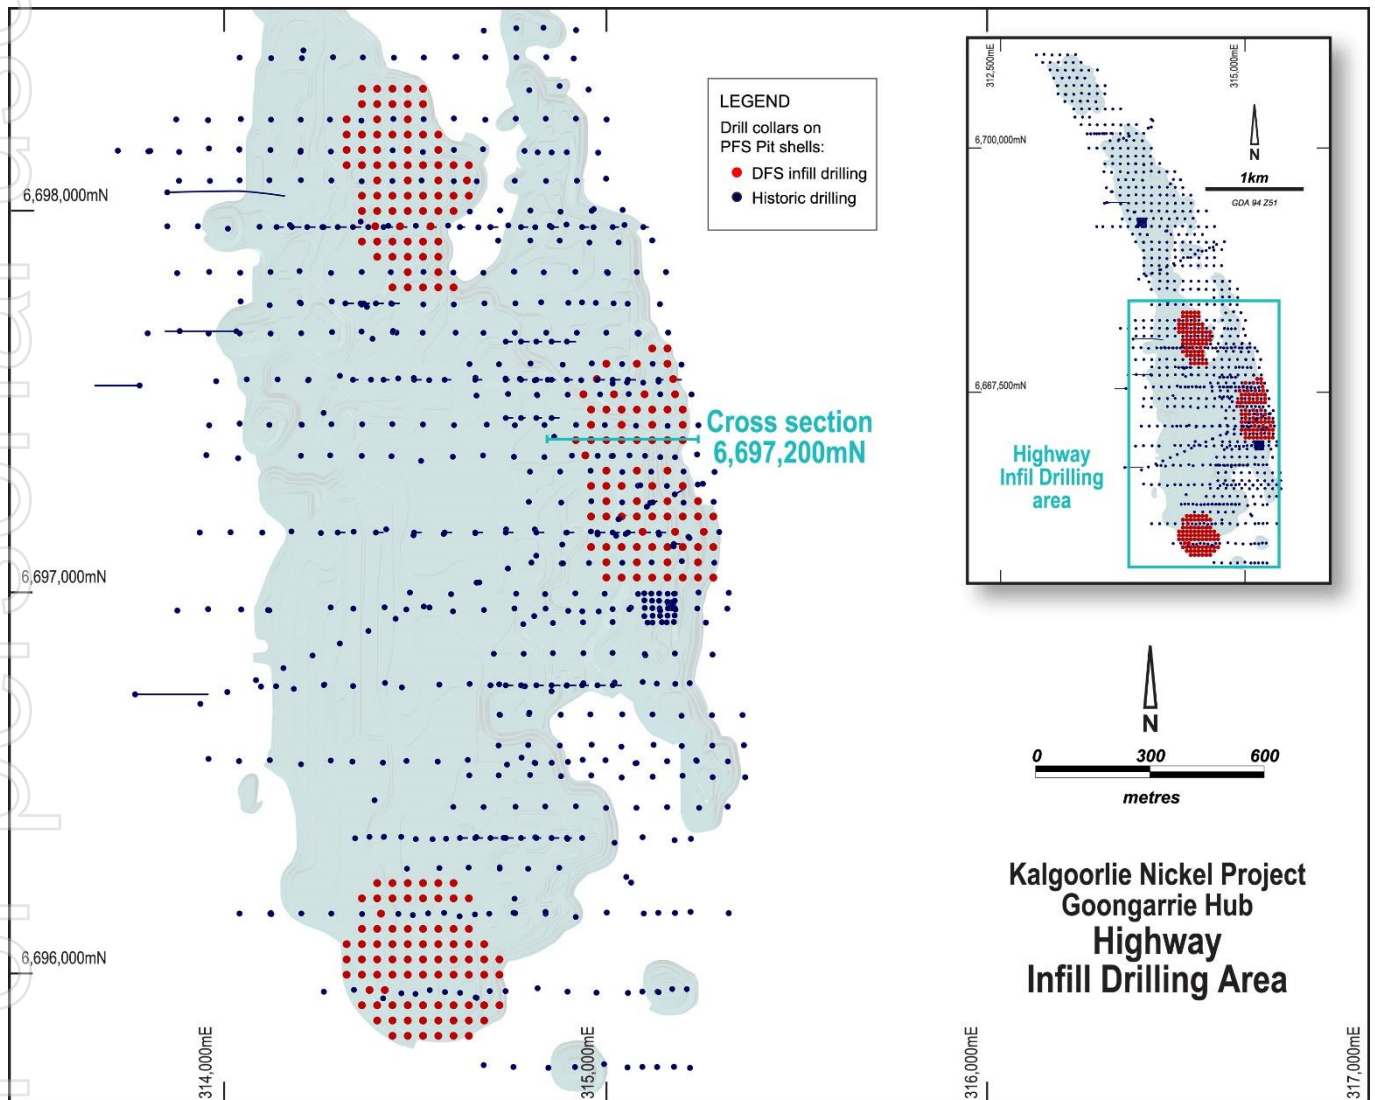 LEGEND
Drill collars on
PFS Pit shells:
DFS infill drilling
Historic drilling
312,500mE
315,000mE
6,700,000mN
N
1km
GDA 94 Z51
6,667,500mN
Highway
Infil Drilling
area
6,698,000mN
Cross section
6,697,200mN
6,697,000mN
N
0 300 600
metres
Kalgoorlie Nickel Project
Goongarrie Hub
Highway
Infill Drilling Area
6,696,000mN
314,000mE
315,000mE
316,000mE
317,000mE